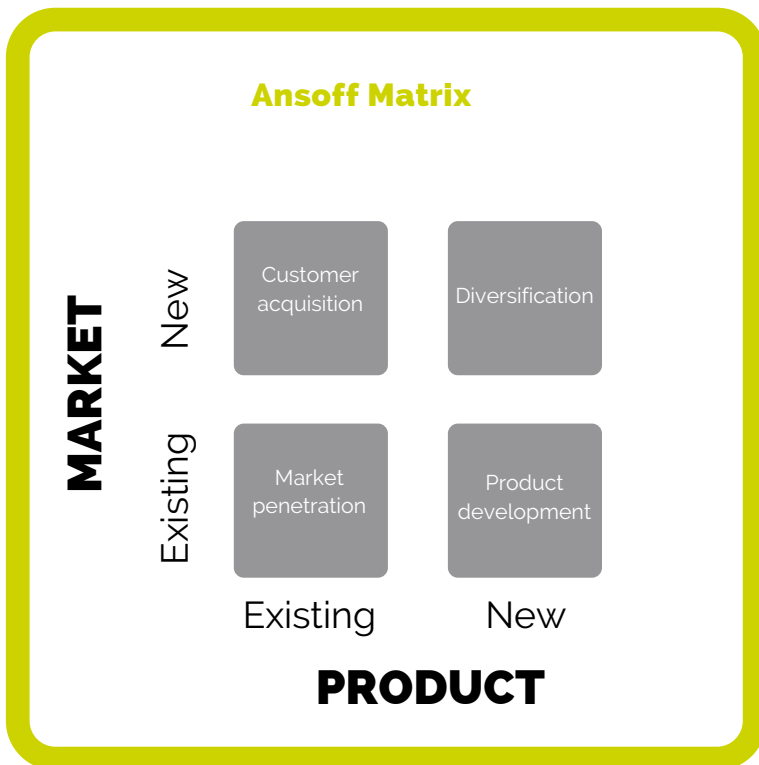 Ansoff Matrix
MARKET
New
Customer
acquisition
Diversification
Existing
Market
penetration
Product
development
Existing
New
PRODUCT